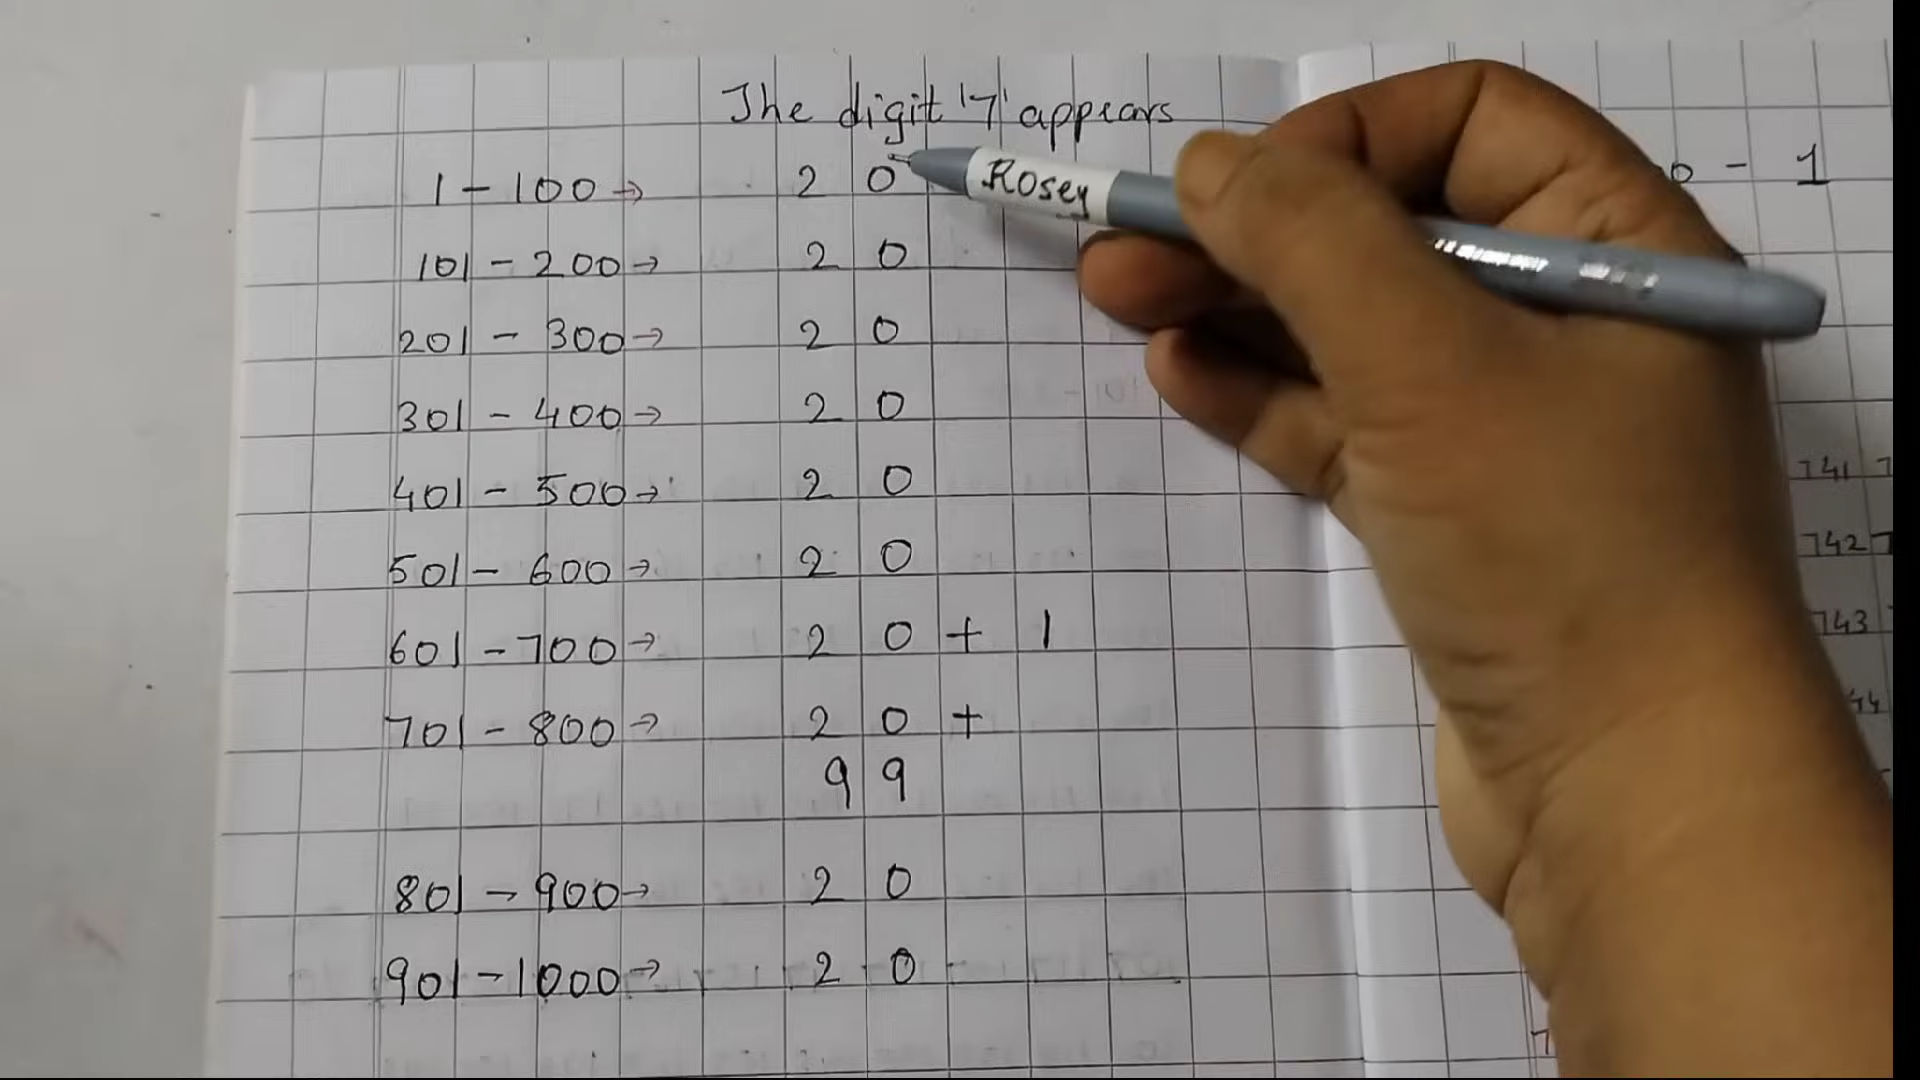 The digit '7' appears
1 - 100 → 20
101 - 200 → 20
201 - 300 → 20
301 - 400 → 20
401 - 500 → 20
501 - 600 → 20
601 - 700 → 20 + 1
701 - 800 → 20 +
99
801 - 900 → 20
901 - 1000 → 20
Rosey
- 1
741
742
743